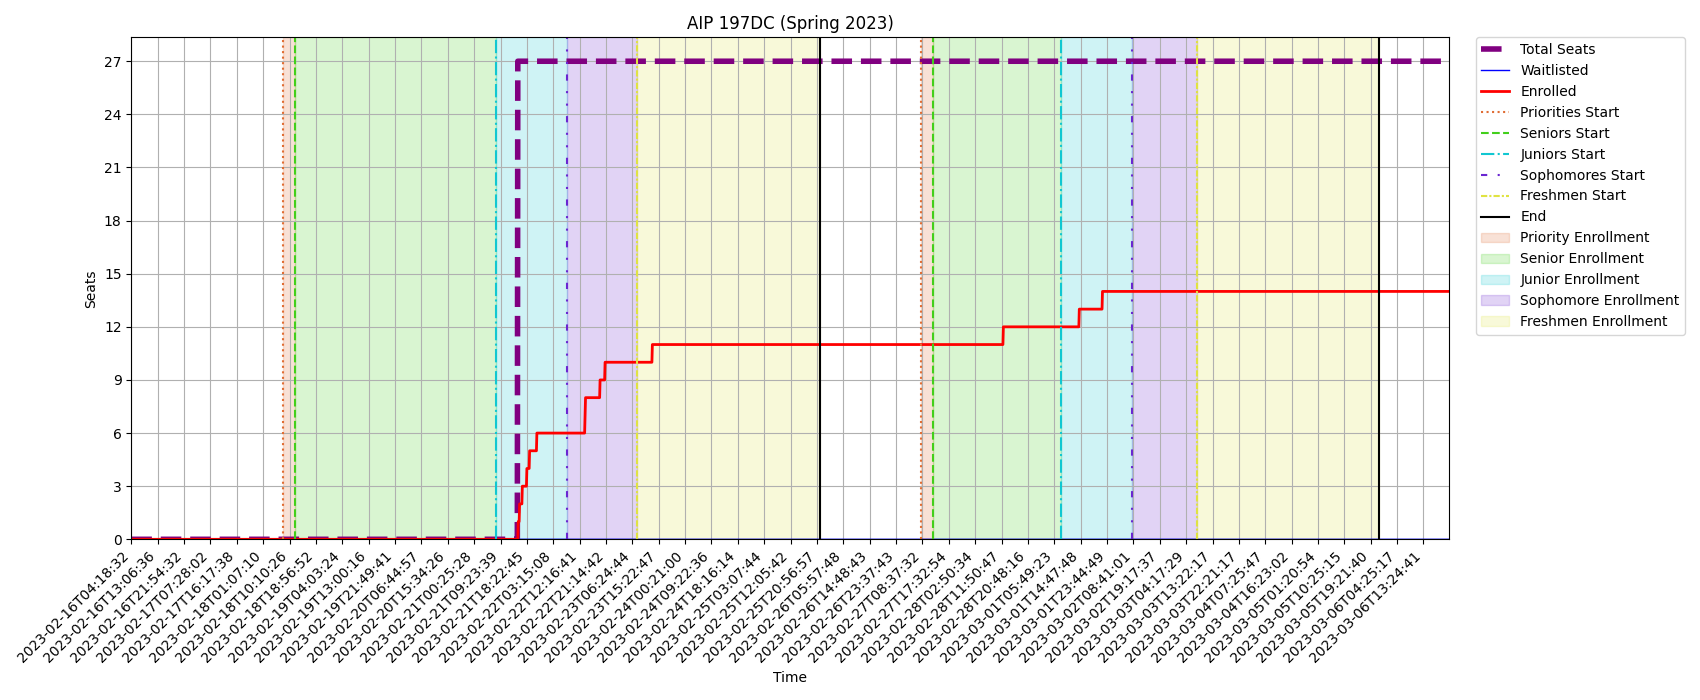 AIP 197DC (Spring 2023)
Seats
27
24
21
18
15
12
9
6
3
0
2023-02-16T04:18:32
2023-02-16T13:06:36
2023-02-16T21:54:32
2023-02-17T07:28:02
2023-02-17T16:17:38
2023-02-18T01:07:10
2023-02-18T10:10:26
2023-02-18T18:56:52
2023-02-19T04:03:24
2023-02-19T13:00:16
2023-02-19T21:49:41
2023-02-20T06:44:57
2023-02-20T15:34:26
2023-02-21T00:25:28
2023-02-21T09:23:39
2023-02-21T18:22:45
2023-02-22T03:15:08
2023-02-22T12:16:41
2023-02-22T21:14:42
2023-02-23T06:24:44
2023-02-23T15:22:47
2023-02-24T00:21:00
2023-02-24T09:22:36
2023-02-24T18:16:14
2023-02-25T03:07:44
2023-02-25T12:05:42
2023-02-25T20:56:57
2023-02-26T05:57:48
2023-02-26T14:48:43
2023-02-26T23:37:43
2023-02-27T08:37:32
2023-02-27T17:32:54
2023-02-28T02:50:34
2023-02-28T11:50:47
2023-02-28T20:48:16
2023-03-01T05:49:23
2023-03-01T14:47:48
2023-03-01T23:44:49
2023-03-02T08:41:01
2023-03-02T19:17:37
2023-03-03T04:17:29
2023-03-03T13:22:17
2023-03-03T22:21:17
2023-03-04T07:25:47
2023-03-04T16:23:02
2023-03-05T01:20:54
2023-03-05T10:25:15
2023-03-05T19:21:40
2023-03-06T04:25:17
2023-03-06T13:24:41
Time
Total Seats
Waitlisted
Enrolled
Priorities Start
Seniors Start
Juniors Start
Sophomores Start
Freshmen Start
End
Priority Enrollment
Senior Enrollment
Junior Enrollment
Sophomore Enrollment
Freshmen Enrollment